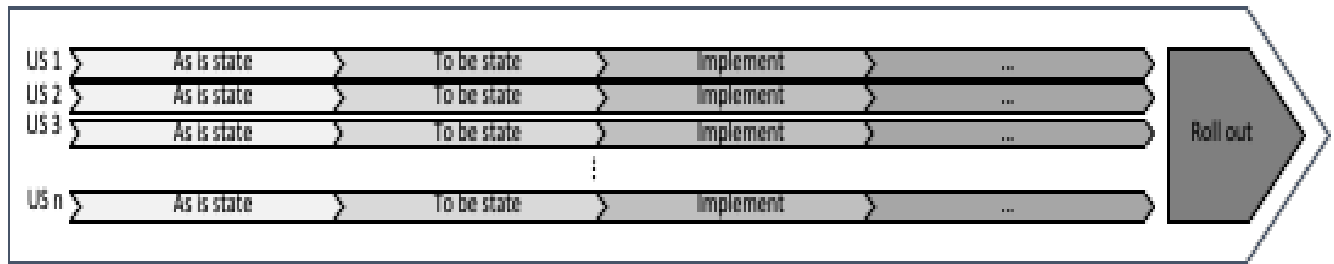 US 1 As is state To be state Implement ...
US 2 As is state To be state Implement ...
US 3 As is state To be state Implement ...
Roll out
US n As is state To be state Implement ...